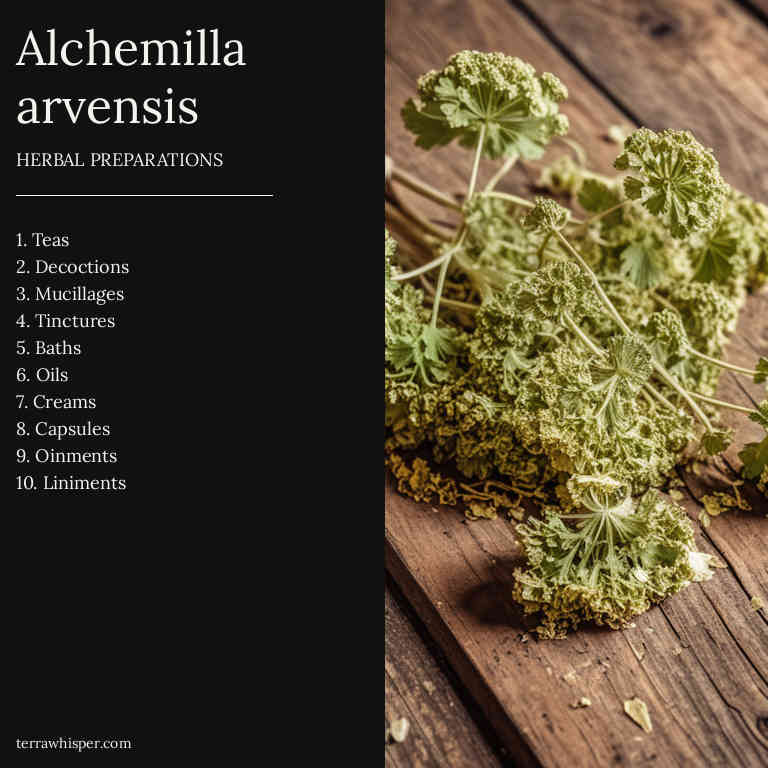 Alchemilla
arvensis
HERBAL PREPARATIONS
1. Teas
2. Decoctions
3. Mucillages
4. Tinctures
5. Baths
6. Oils
7. Creams
8. Capsules
9. Oinments
10. Liniments
terrawhisper.com